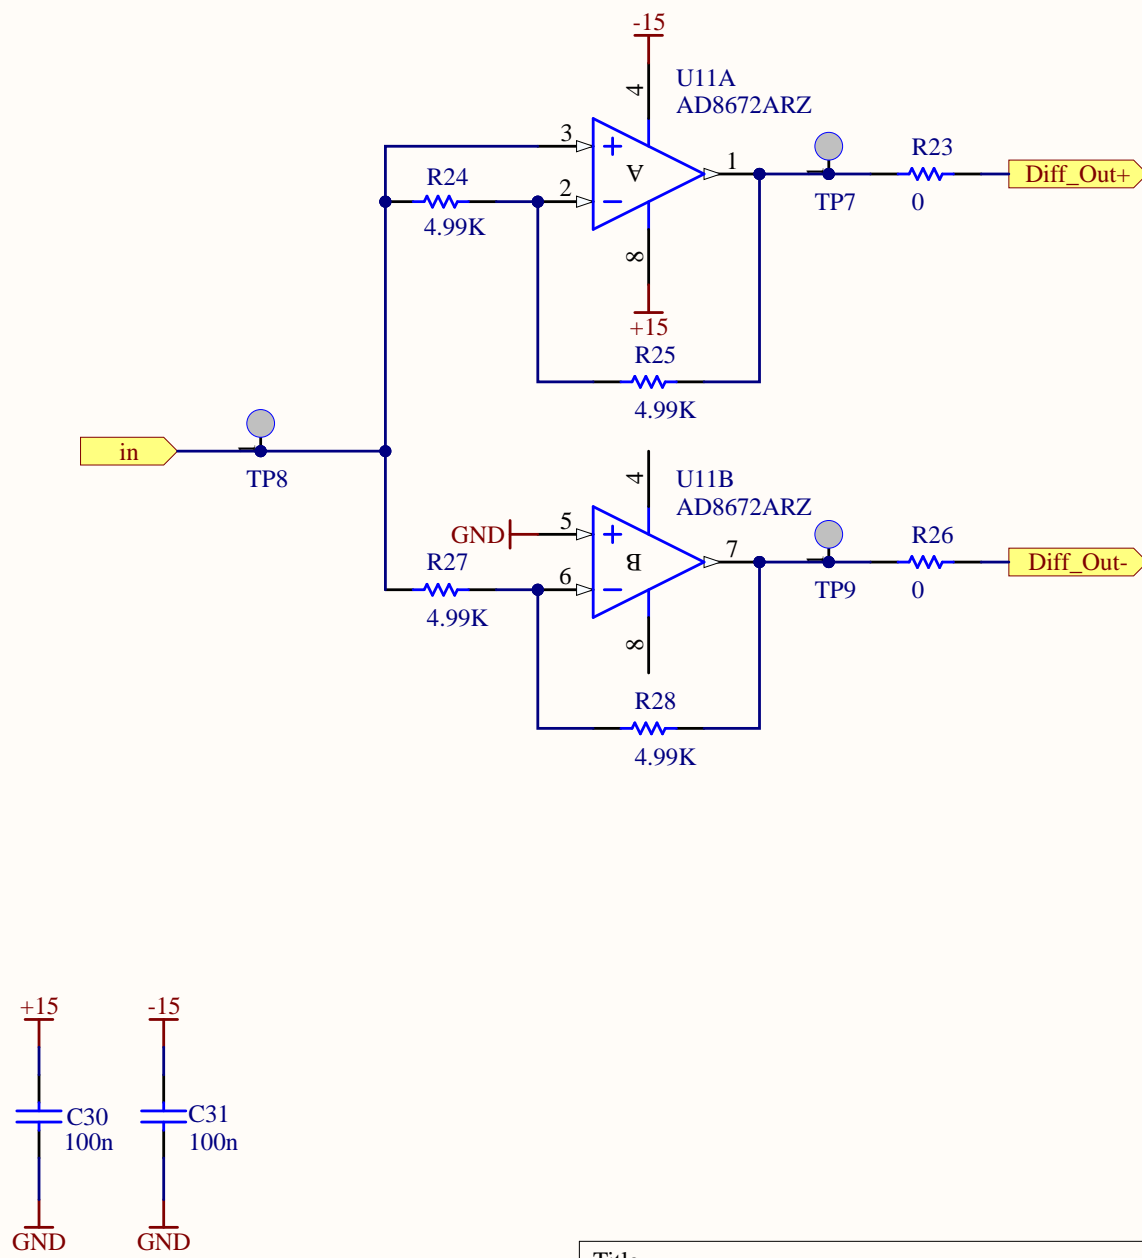 -15
4
U11A
AD8672ARZ
3
+
A
1
2
−
R24
4.99K
TP7
R23
0
Diff_Out+
8
+15
R25
4.99K
in
TP8
4
U11B
AD8672ARZ
GND
5
+
B
7
6
−
R27
4.99K
TP9
R26
0
Diff_Out-
8
R28
4.99K
+15
C30
100n
GND
-15
C31
100n
GND
Title